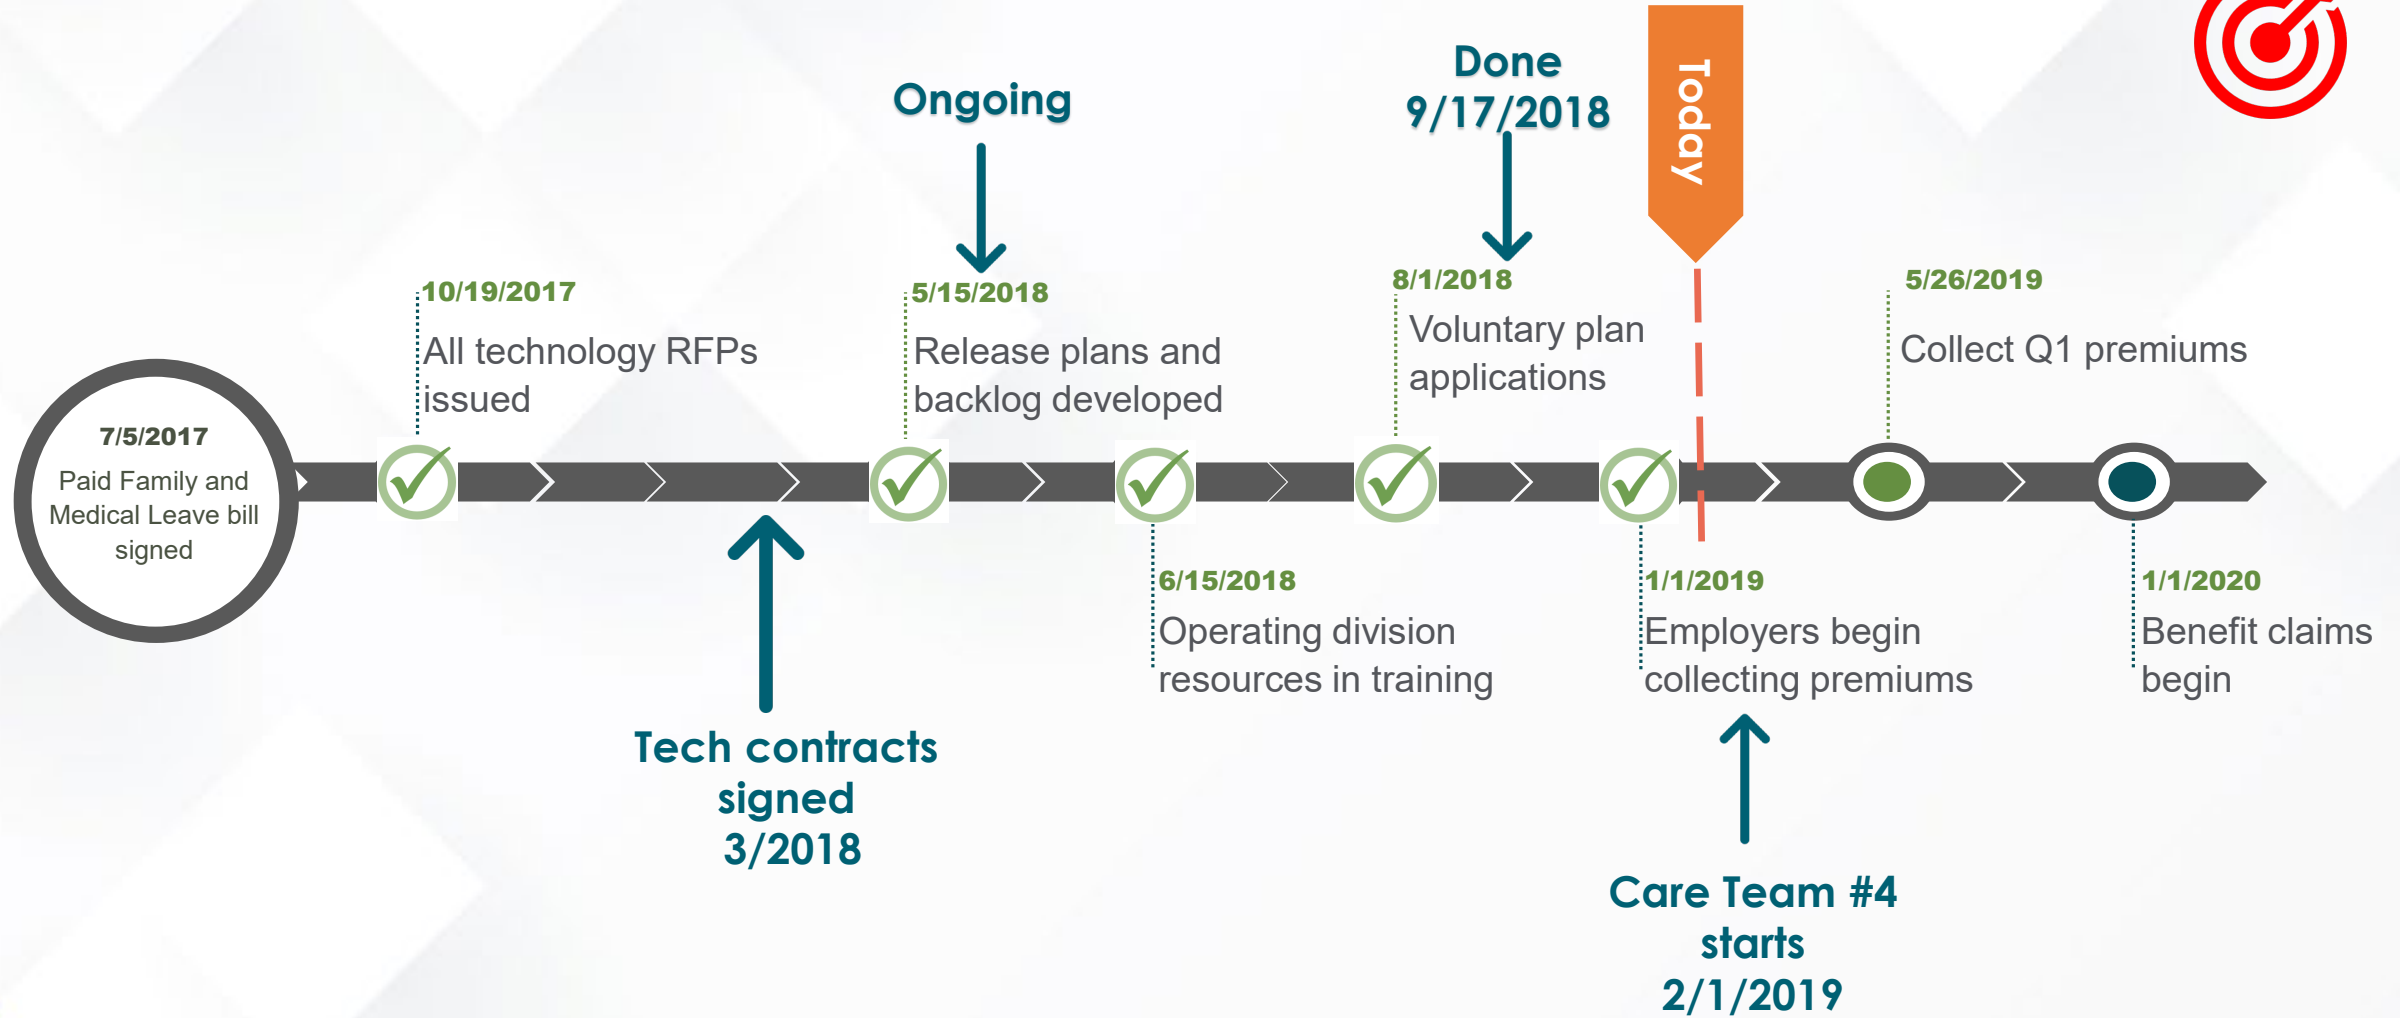 Ongoing
Done
9/17/2018
Today
7/5/2017
Paid Family and
Medical Leave bill
signed
10/19/2017
All technology RFPs
issued
5/15/2018
Release plans and
backlog developed
8/1/2018
Voluntary plan
applications
5/26/2019
Collect Q1 premiums
6/15/2018
Operating division
resources in training
1/1/2019
Employers begin
collecting premiums
1/1/2020
Benefit claims
begin
Tech contracts
signed
3/2018
Care Team #4
starts
2/1/2019